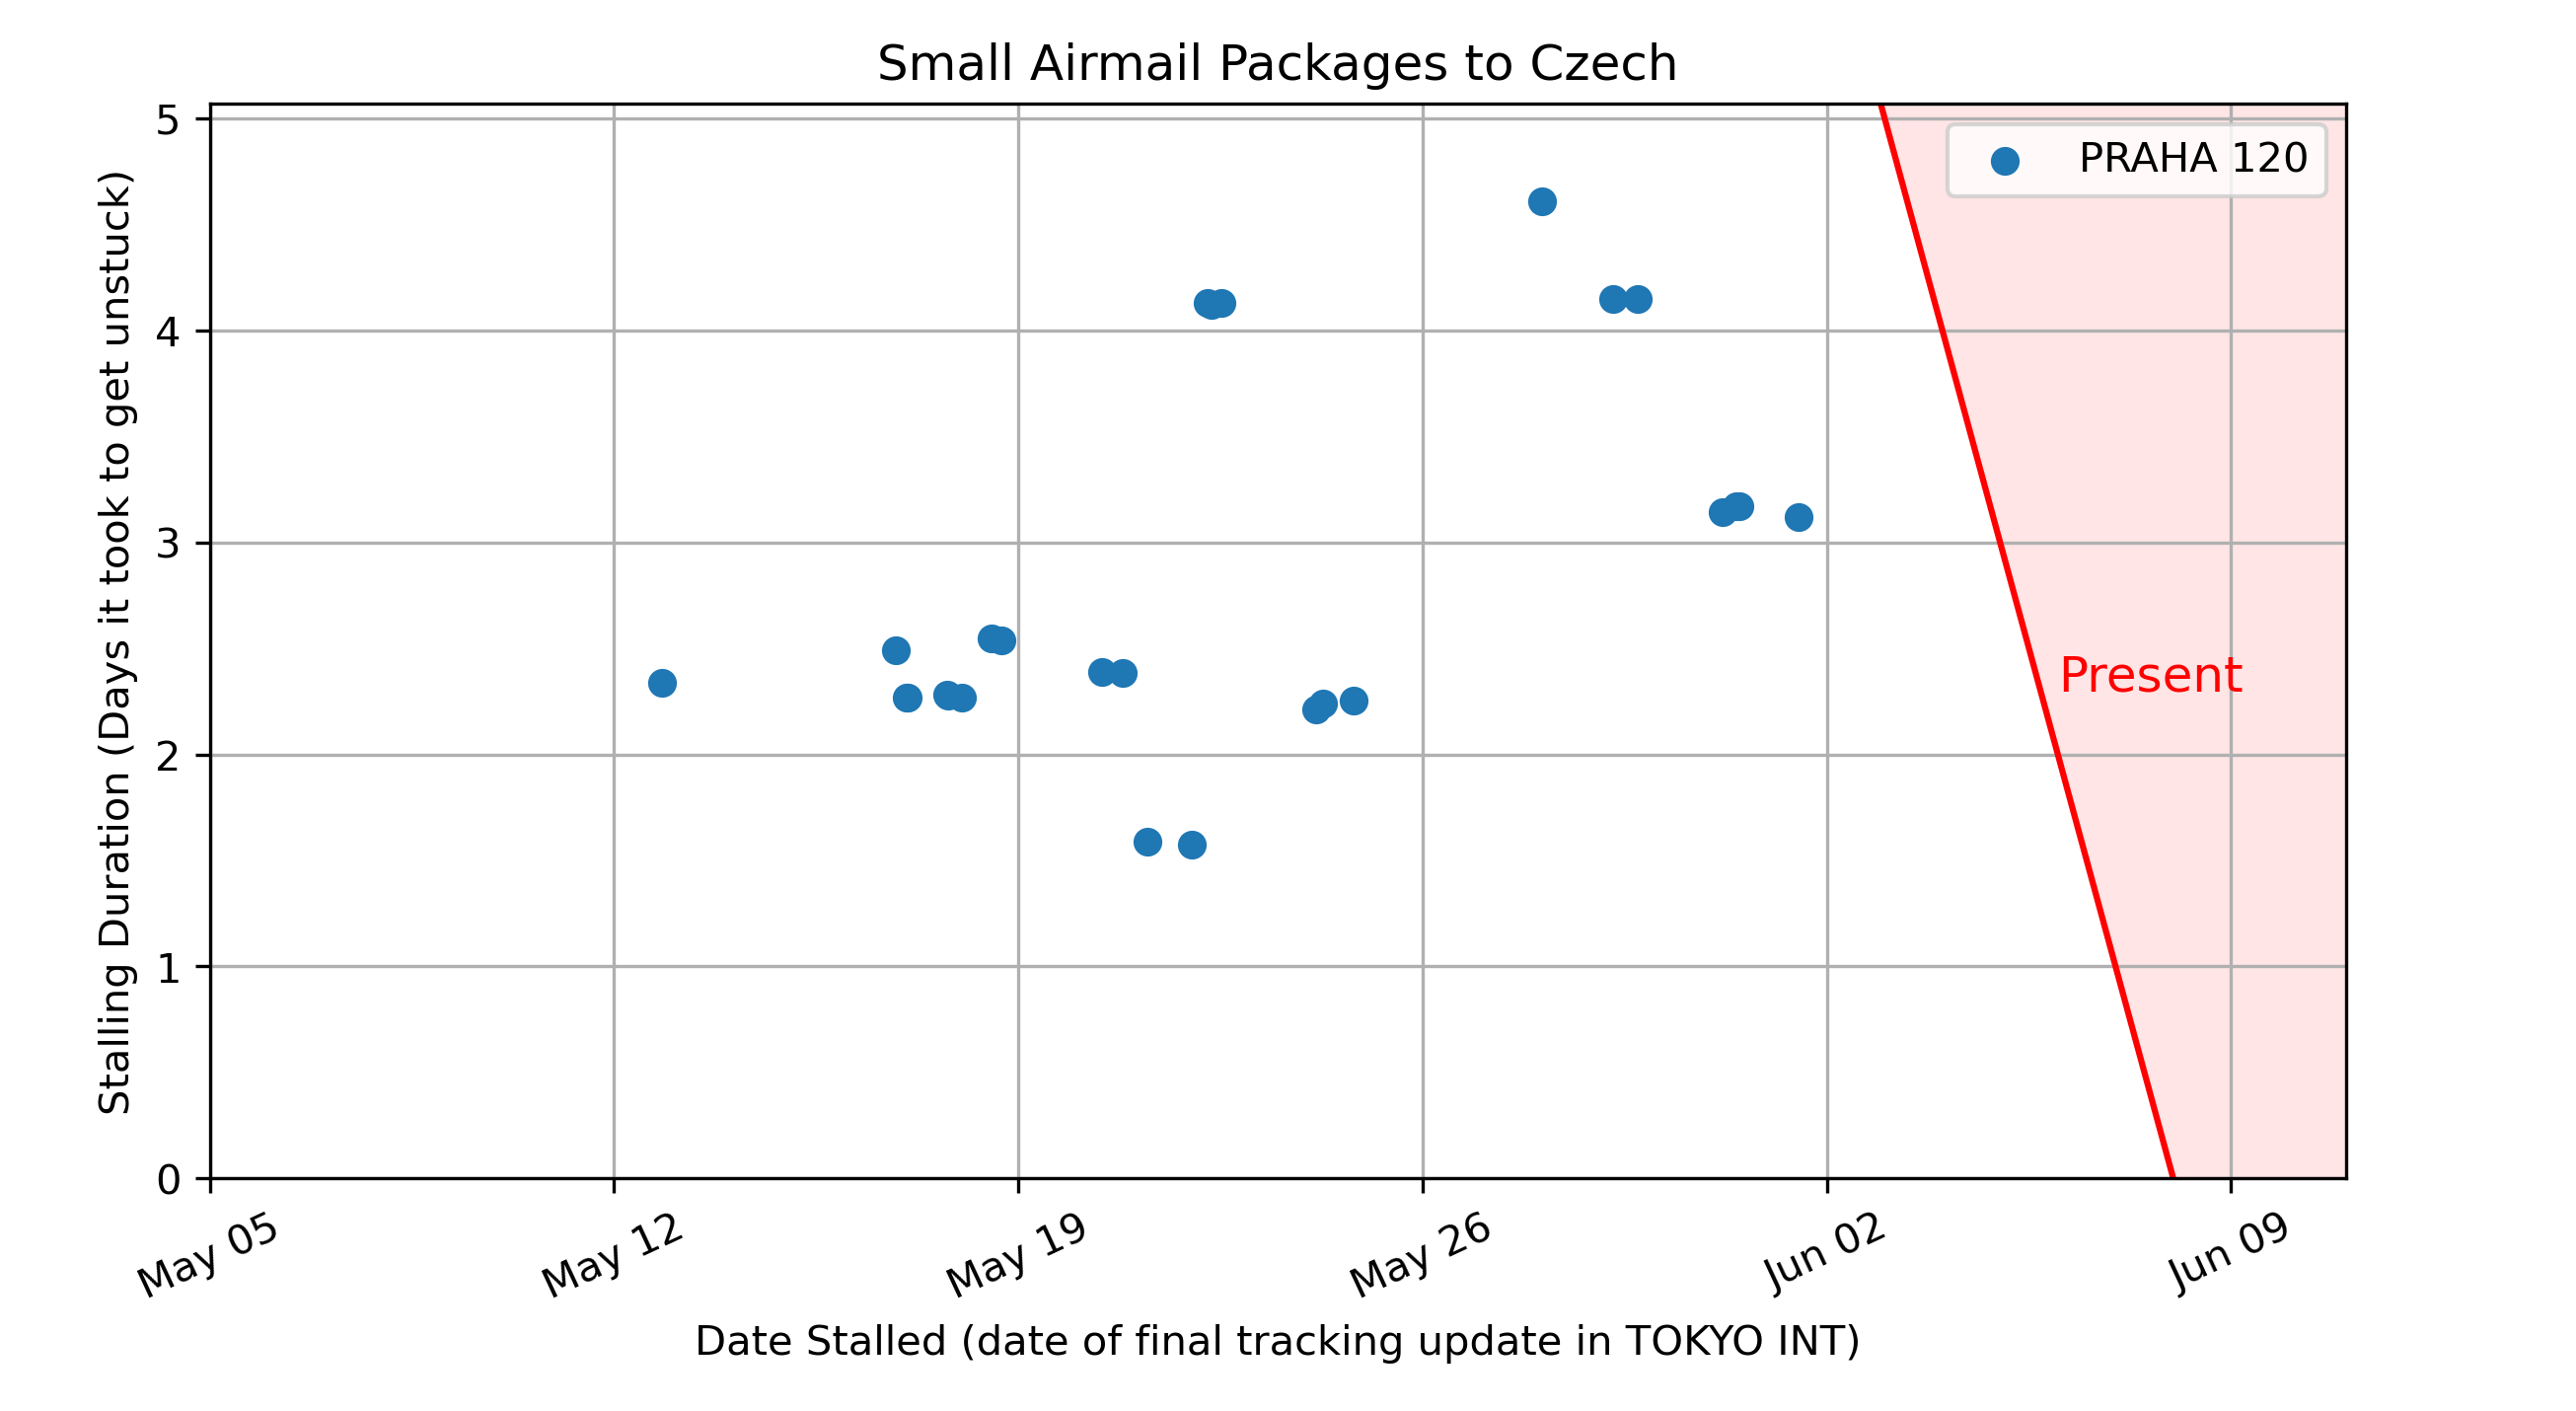 Small Airmail Packages to Czech
PRAHA 120
Present
Stalling Duration (Days it took to get unstuck)
5
4
3
2
1
0
May 05
May 12
May 19
May 26
Jun 02
Jun 09
Date Stalled (date of final tracking update in TOKYO INT)